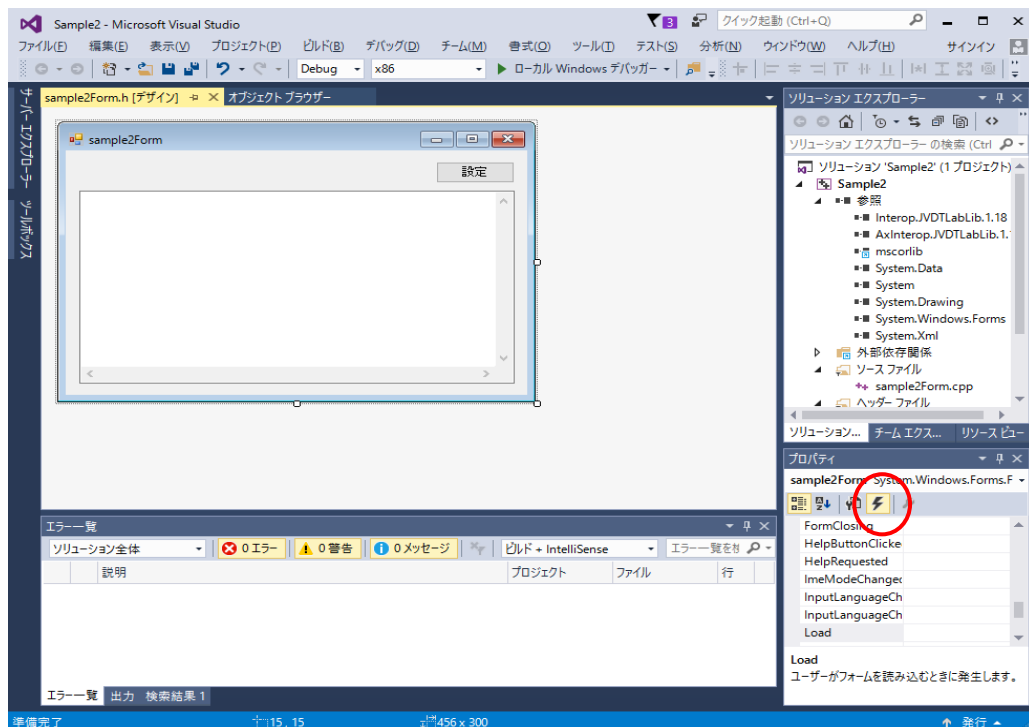 Sample2 - Microsoft Visual Studio
3
クイック起動 (Ctrl+Q)
ファイル(F) 編集(E) 表示(V) プロジェクト(P) ビルド(B) デバッグ(D) チーム(M) 書式(O) ツール(T) テスト(S) 分析(N) ウィンドウ(W) ヘルプ(H) サインイン
Debug x86 ローカル Windows デバッガー
サーバー エクスプローラー
ツールボックス
sample2Form.h [デザイン] オブジェクト ブラウザー
sample2Form
設定
ソリューション エクスプローラー
ソリューション エクスプローラー の検索 (Ctrl
ソリューション 'Sample2' (1 プロジェクト)
Sample2
参照
Interop.JVDTLabLib.1.18
AxInterop.JVDTLabLib.1.
mscorlib
System.Data
System
System.Drawing
System.Windows.Forms
System.Xml
外部依存関係
ソース ファイル
sample2Form.cpp
ヘッダー ファイル
ソリューション... チーム エクス... リソース ビュー
プロパティ
sample2Form System.Windows.Forms.F
FormClosing
HelpButtonClicke
HelpRequested
ImeModeChanged
InputLanguageCh
InputLanguageCh
Load
Load
ユーザーがフォームを読み込むときに発生します。
エラー一覧
ソリューション全体 0 エラー 0 警告 0 メッセージ ビルド + IntelliSense エラー一覧を検
説明 プロジェクト ファイル 行
エラー一覧 出力 検索結果 1
準備完了 15 , 15 456 x 300 発行